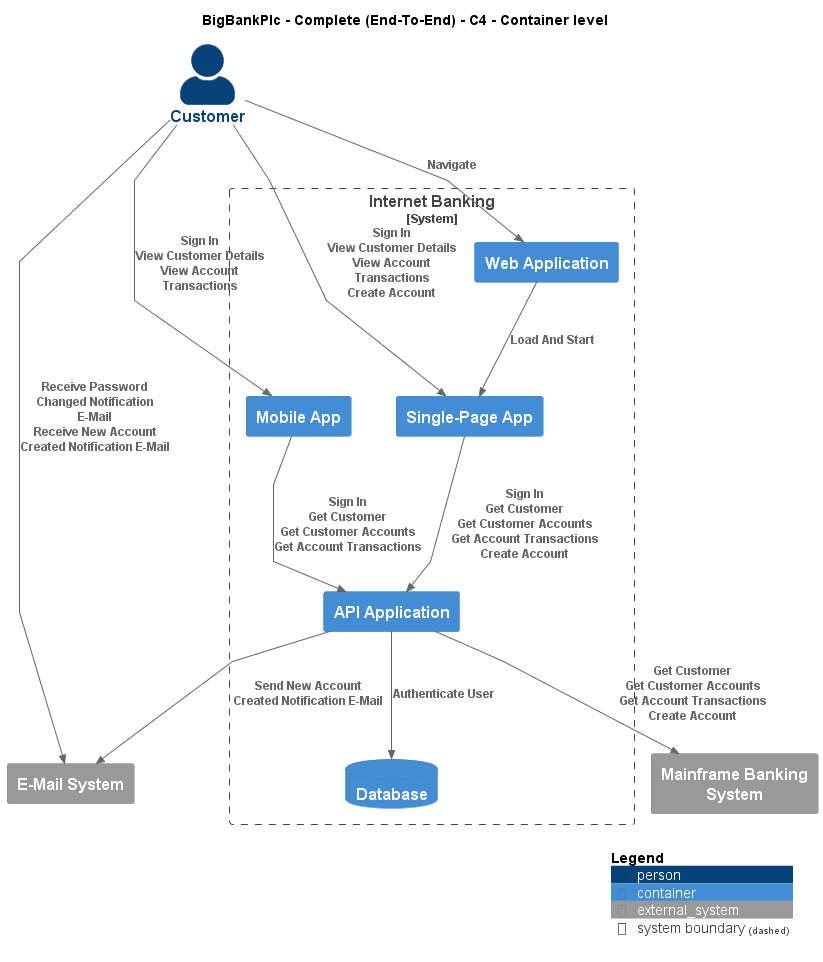 BigBankPlc - Complete (End-To-End) - C4 - Container level
Customer
Navigate
Internet Banking
[System]
Sign In
View Customer Details
View Account
Transactions
Sign In
View Customer Details
View Account
Transactions
Create Account
Web Application
Load And Start
Receive Password
Changed Notification
E-Mail
Receive New Account
Created Notification E-Mail
Mobile App
Single-Page App
Sign In
Get Customer
Get Customer Accounts
Get Account Transactions
Sign In
Get Customer
Get Customer Accounts
Get Account Transactions
Create Account
API Application
Send New Account
Created Notification E-Mail
Authenticate User
Get Customer
Get Customer Accounts
Get Account Transactions
Create Account
E-Mail System
Database
Mainframe Banking
System
Legend
person
container
external_system
system boundary (dashed)